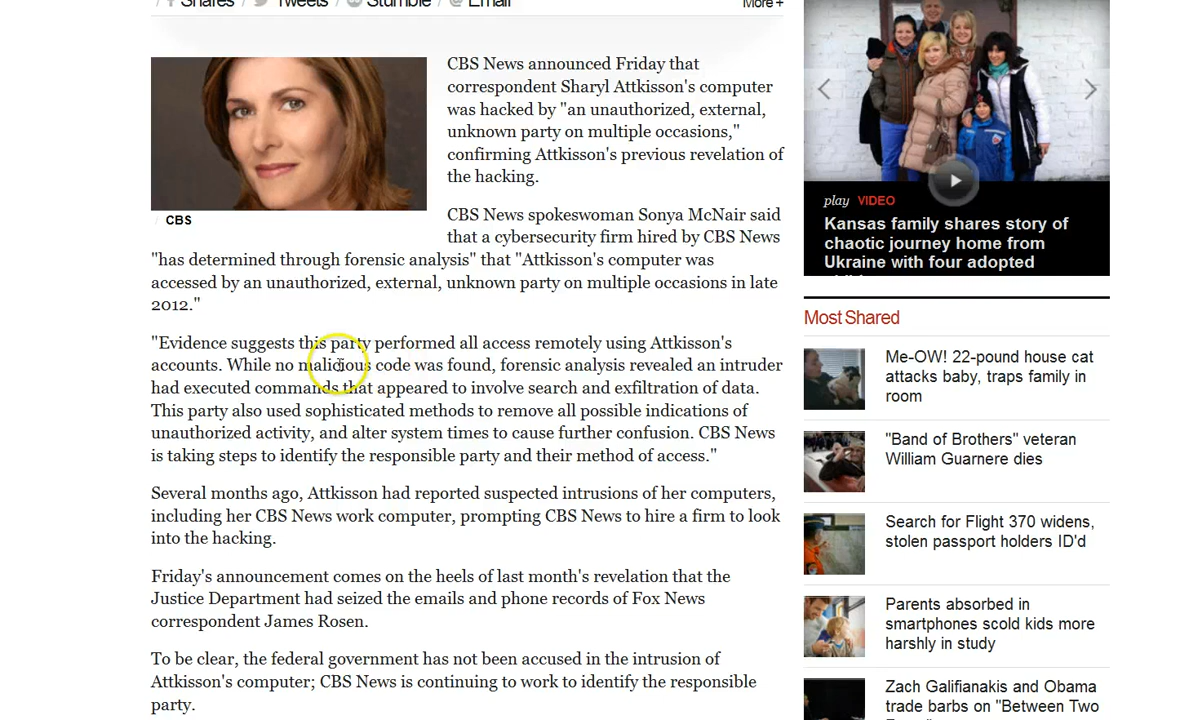 Shares / Tweets / Stumble / @ Email More +
CBS News announced Friday that
correspondent Sharyl Attkisson's computer
was hacked by "an unauthorized, external,
unknown party on multiple occasions,"
confirming Attkisson's previous revelation of
the hacking.
/ CBS
CBS News spokeswoman Sonya McNair said
that a cybersecurity firm hired by CBS News
"has determined through forensic analysis" that "Attkisson's computer was
accessed by an unauthorized, external, unknown party on multiple occasions in late
2012."
"Evidence suggests this party performed all access remotely using Attkisson's
accounts. While no malicious code was found, forensic analysis revealed an intruder
had executed commands that appeared to involve search and exfiltration of data.
This party also used sophisticated methods to remove all possible indications of
unauthorized activity, and alter system times to cause further confusion. CBS News
is taking steps to identify the responsible party and their method of access."
Several months ago, Attkisson had reported suspected intrusions of her computers,
including her CBS News work computer, prompting CBS News to hire a firm to look
into the hacking.
Friday's announcement comes on the heels of last month's revelation that the
Justice Department had seized the emails and phone records of Fox News
correspondent James Rosen.
To be clear, the federal government has not been accused in the intrusion of
Attkisson's computer; CBS News is continuing to work to identify the responsible
party.
play VIDEO
Kansas family shares story of
chaotic journey home from
Ukraine with four adopted
Most Shared
Me-OW! 22-pound house cat
attacks baby, traps family in
room
"Band of Brothers" veteran
William Guarnere dies
Search for Flight 370 widens,
stolen passport holders ID'd
Parents absorbed in
smartphones scold kids more
harshly in study
Zach Galifianakis and Obama
trade barbs on "Between Two